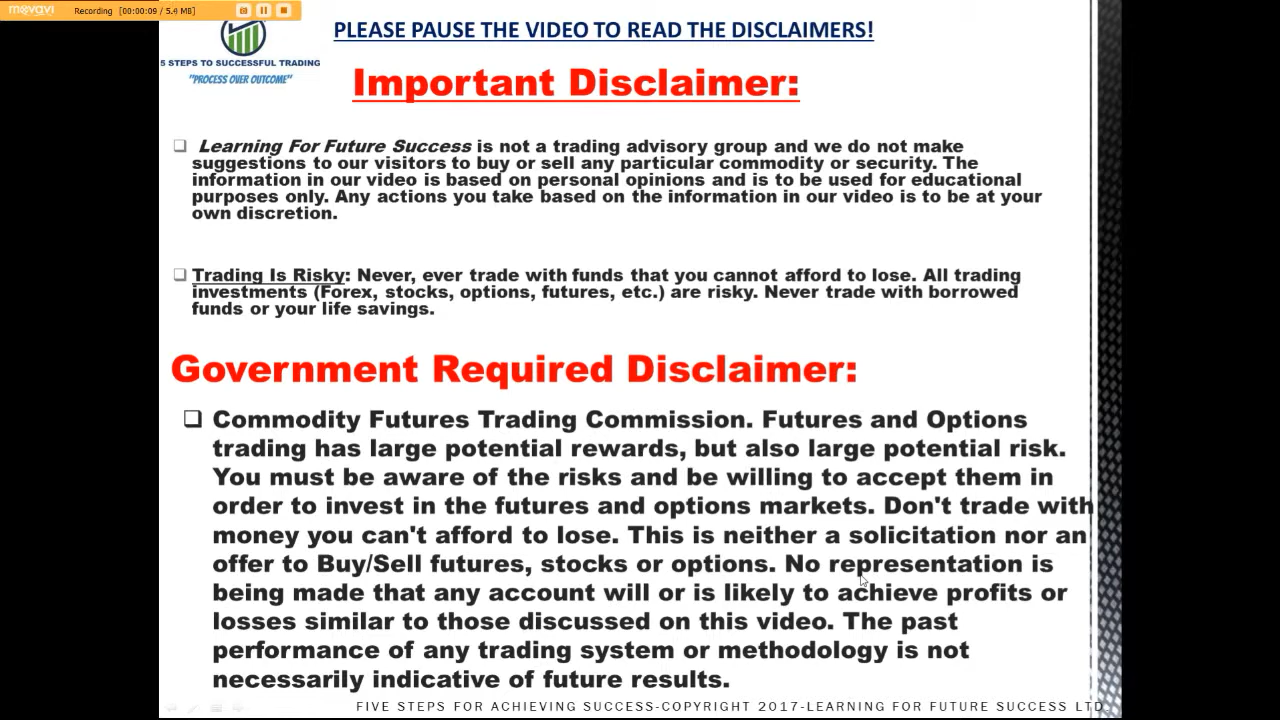 movavi Recording [00:00:09 / 5.4 MB]
PLEASE PAUSE THE VIDEO TO READ THE DISCLAIMERS!
5 STEPS TO SUCCESSFUL TRADING
"PROCESS OVER OUTCOME"
Important Disclaimer:
Learning For Future Success is not a trading advisory group and we do not make
suggestions to our visitors to buy or sell any particular commodity or security. The
information in our video is based on personal opinions and is to be used for educational
purposes only. Any actions you take based on the information in our video is to be at your
own discretion.
Trading Is Risky: Never, ever trade with funds that you cannot afford to lose. All trading
investments (Forex, stocks, options, futures, etc.) are risky. Never trade with borrowed
funds or your life savings.
Government Required Disclaimer:
Commodity Futures Trading Commission. Futures and Options
trading has large potential rewards, but also large potential risk.
You must be aware of the risks and be willing to accept them in
order to invest in the futures and options markets. Don't trade with
money you can't afford to lose. This is neither a solicitation nor an
offer to Buy/Sell futures, stocks or options. No representation is
being made that any account will or is likely to achieve profits or
losses similar to those discussed on this video. The past
performance of any trading system or methodology is not
necessarily indicative of future results.
FIVE STEPS FOR ACHIEVING SUCCESS-COPYRIGHT 2017-LEARNING FOR FUTURE SUCCESS LTD.